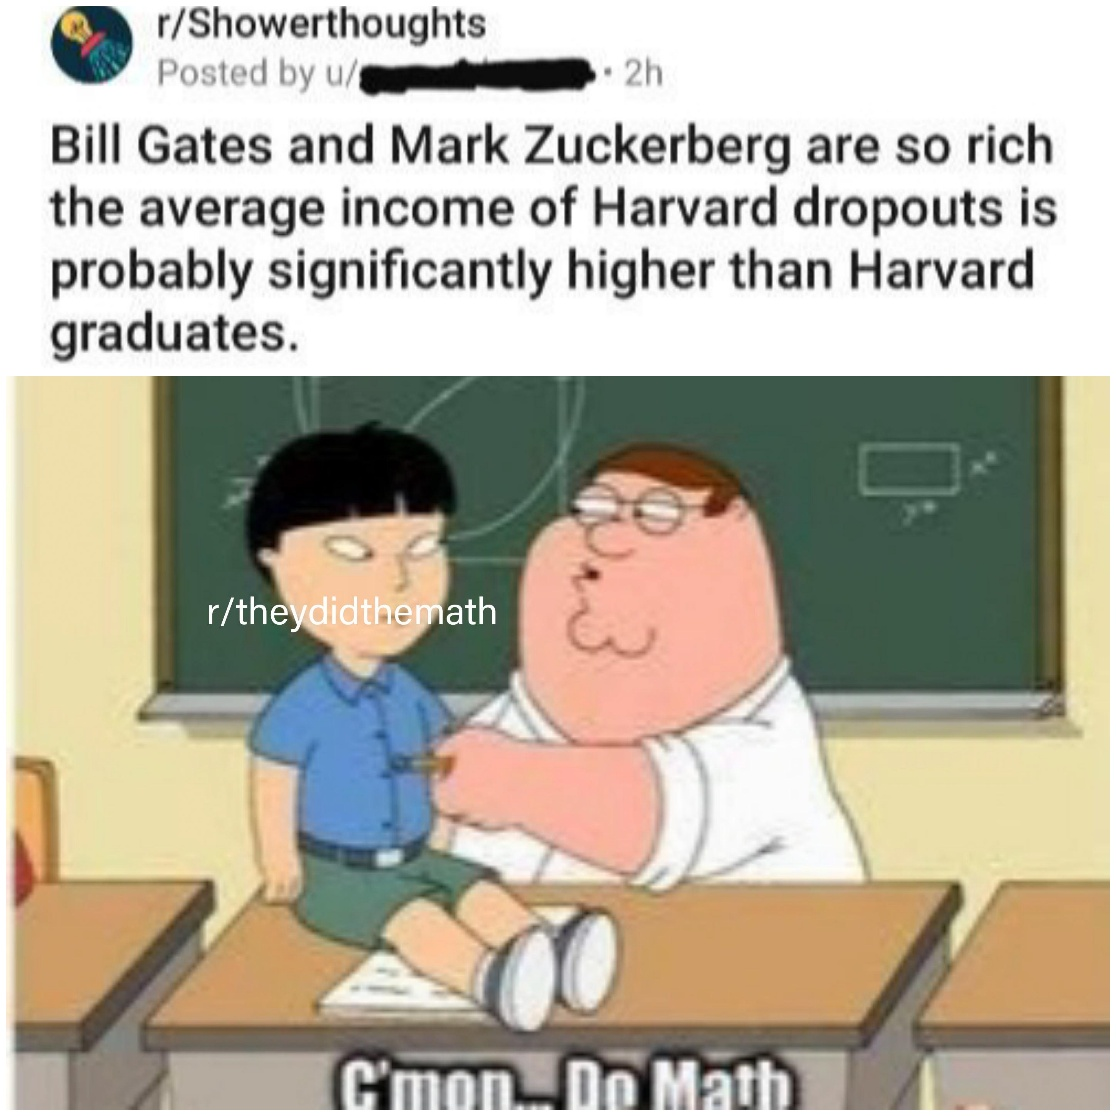 r/Showerthoughts
Posted by u/ · 2h
Bill Gates and Mark Zuckerberg are so rich
the average income of Harvard dropouts is
probably significantly higher than Harvard
graduates.
r/theydidthemath
C'mon... Do Math